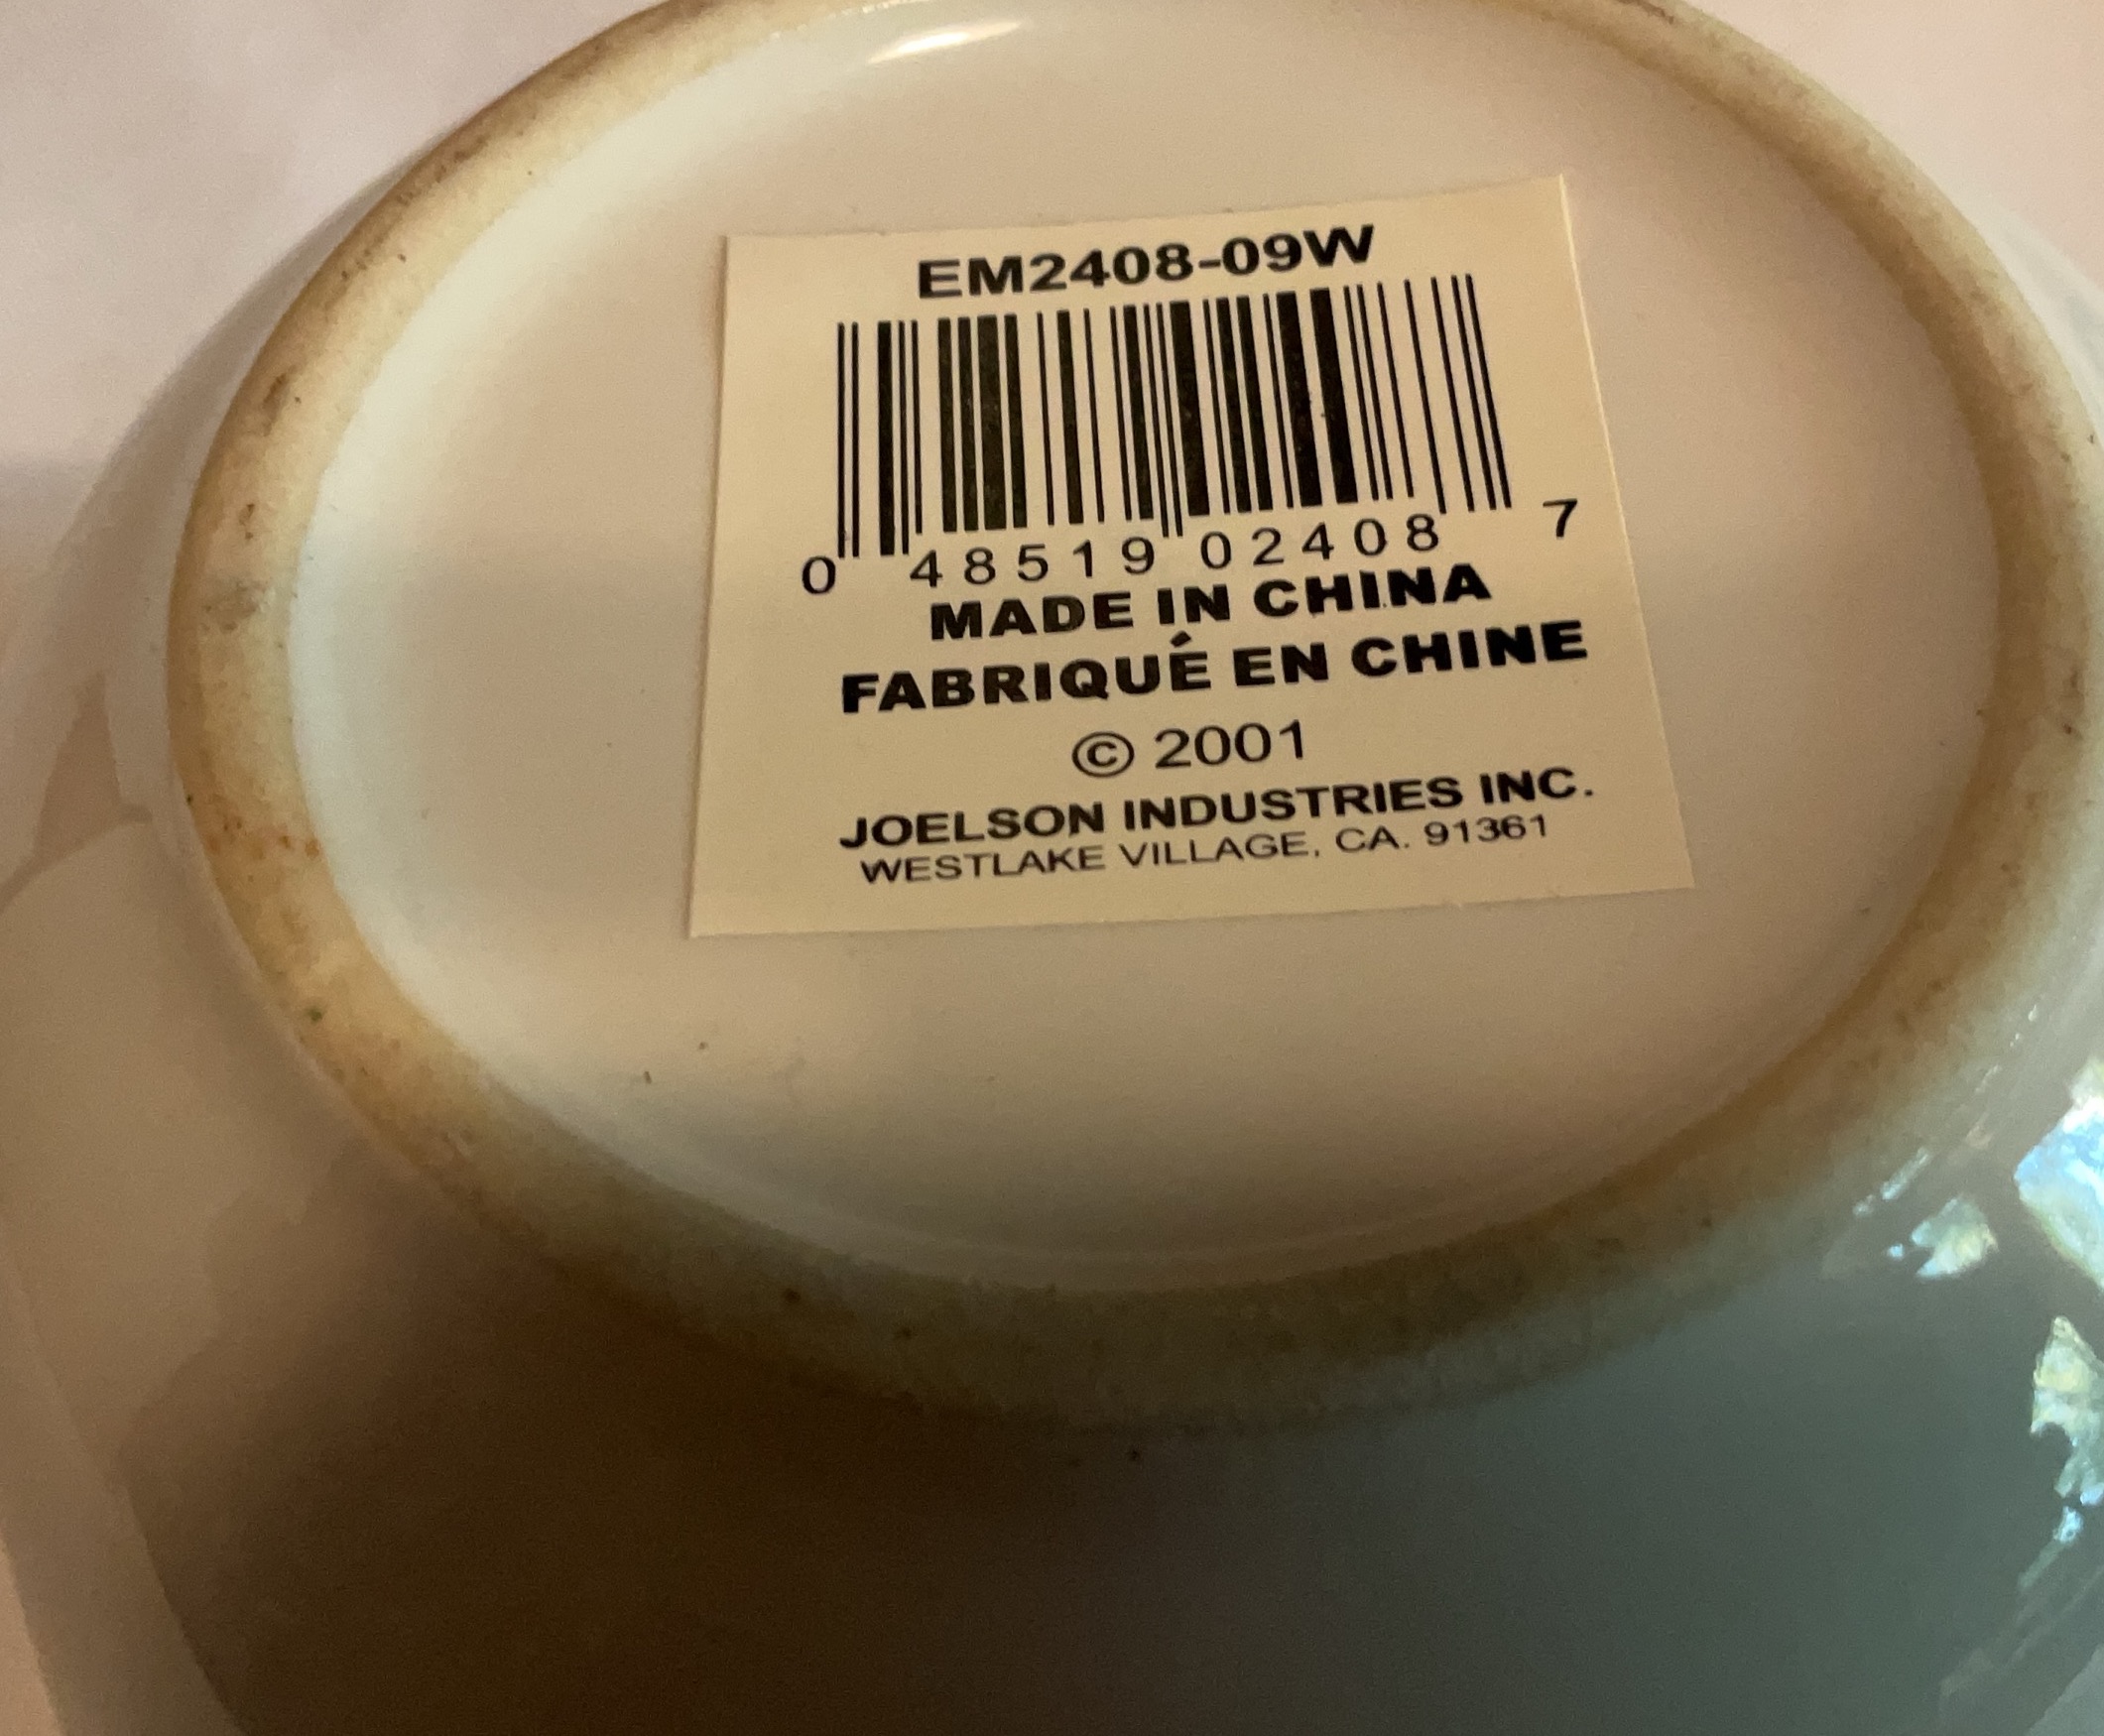 EM2408-09W
0 48519 02408 7
MADE IN CHINA
FABRIQUÉ EN CHINE
© 2001
JOELSON INDUSTRIES INC.
WESTLAKE VILLAGE, CA. 91361